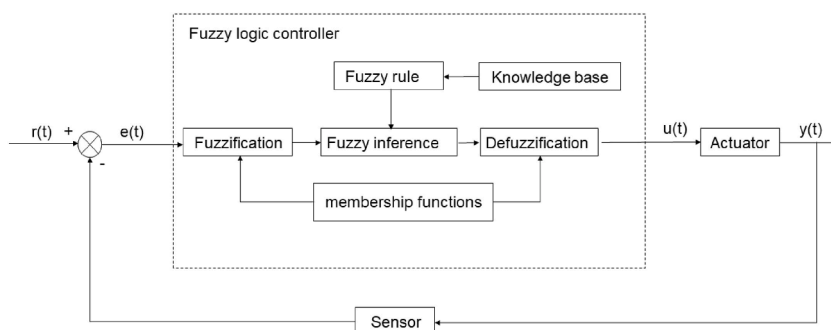 Fuzzy logic controller
Fuzzy rule
Knowledge base
r(t)
+
-
e(t)
Fuzzification
Fuzzy inference
Defuzzification
u(t)
Actuator
y(t)
membership functions
Sensor